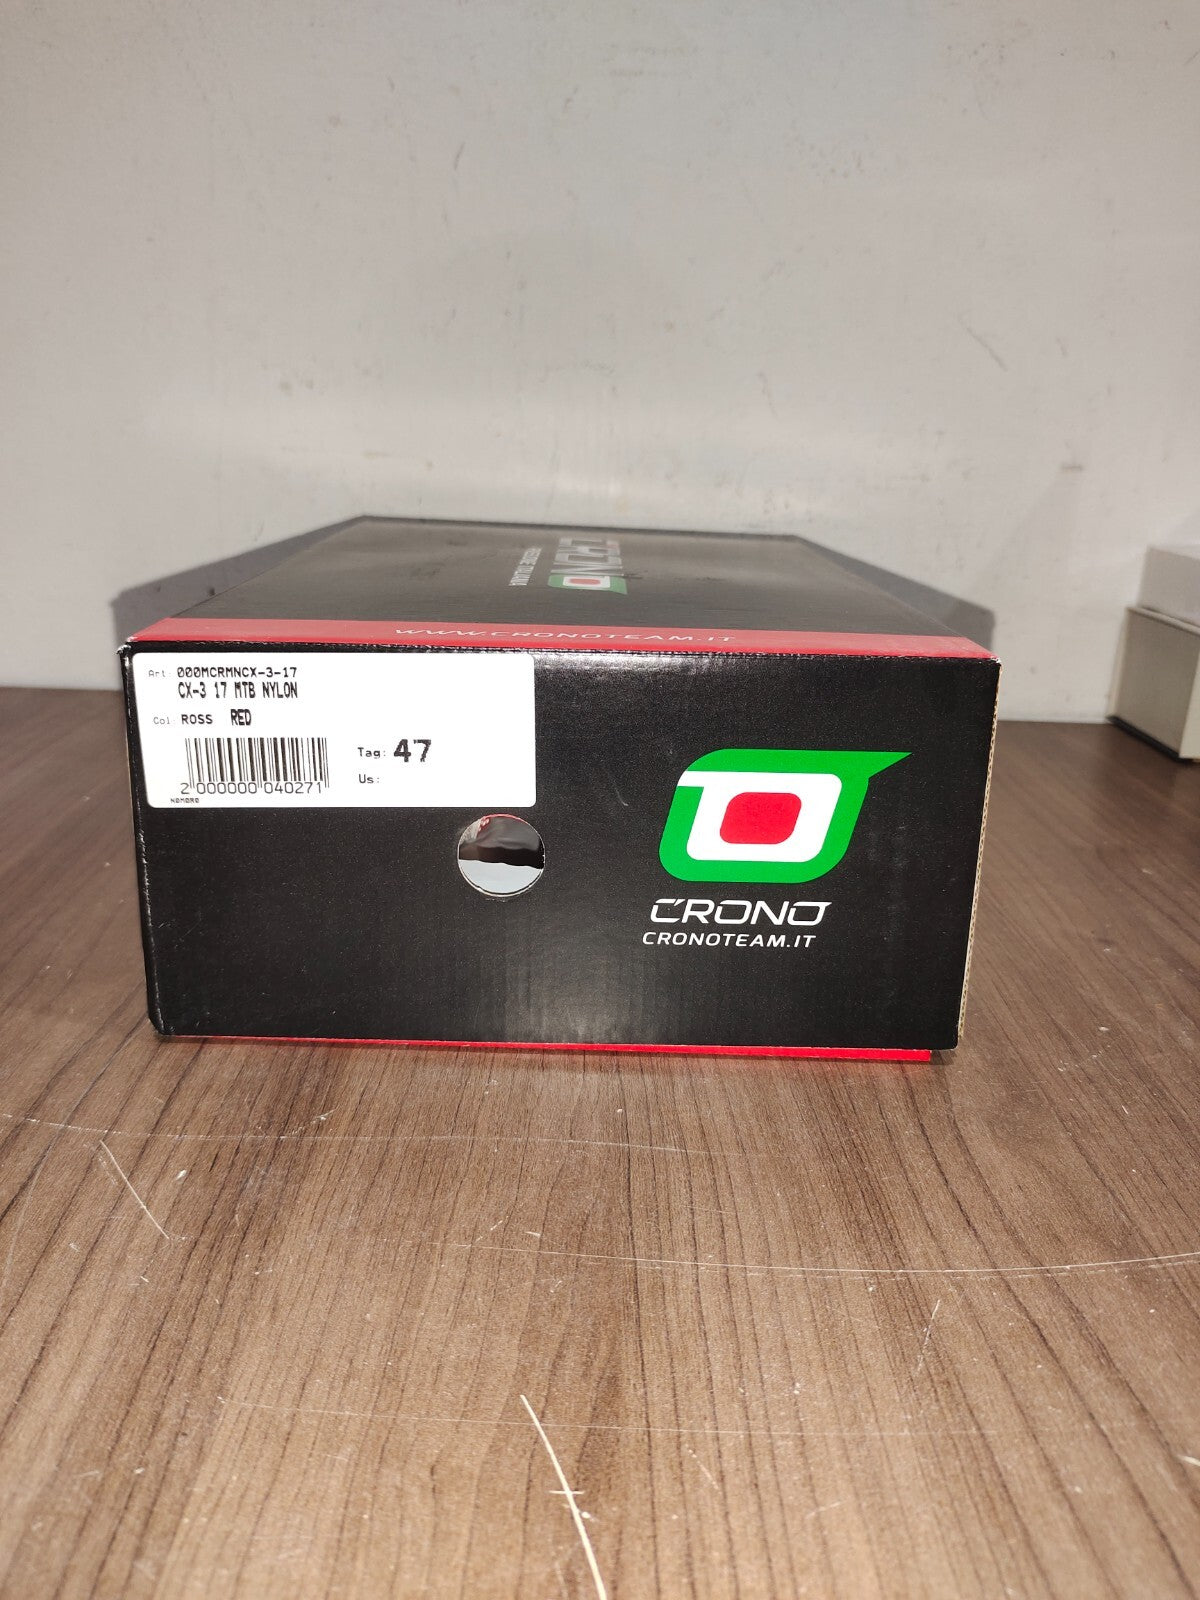 CRONO
WWW.CRONOTEAM.IT
Art: 000MCRMNCX-3-17
CX-3 17 MTB NYLON
Col: ROSS RED
Tag: 47
Us:
2 000000 040271
CRONO
CRONOTEAM.IT